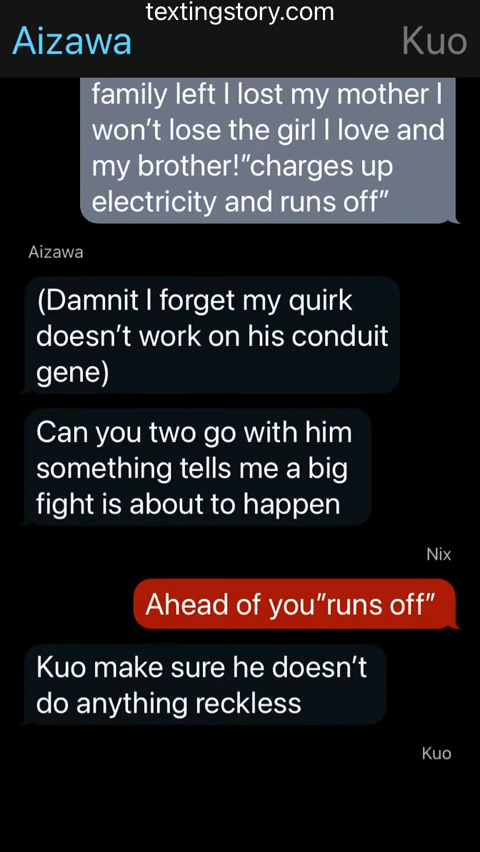 textingstory.com
Aizawa
Kuo
family left I lost my mother I
won’t lose the girl I love and
my brother!”charges up
electricity and runs off”
Aizawa
(Damnit I forget my quirk
doesn’t work on his conduit
gene)
Can you two go with him
something tells me a big
fight is about to happen
Nix
Ahead of you”runs off”
Kuo make sure he doesn’t
do anything reckless
Kuo